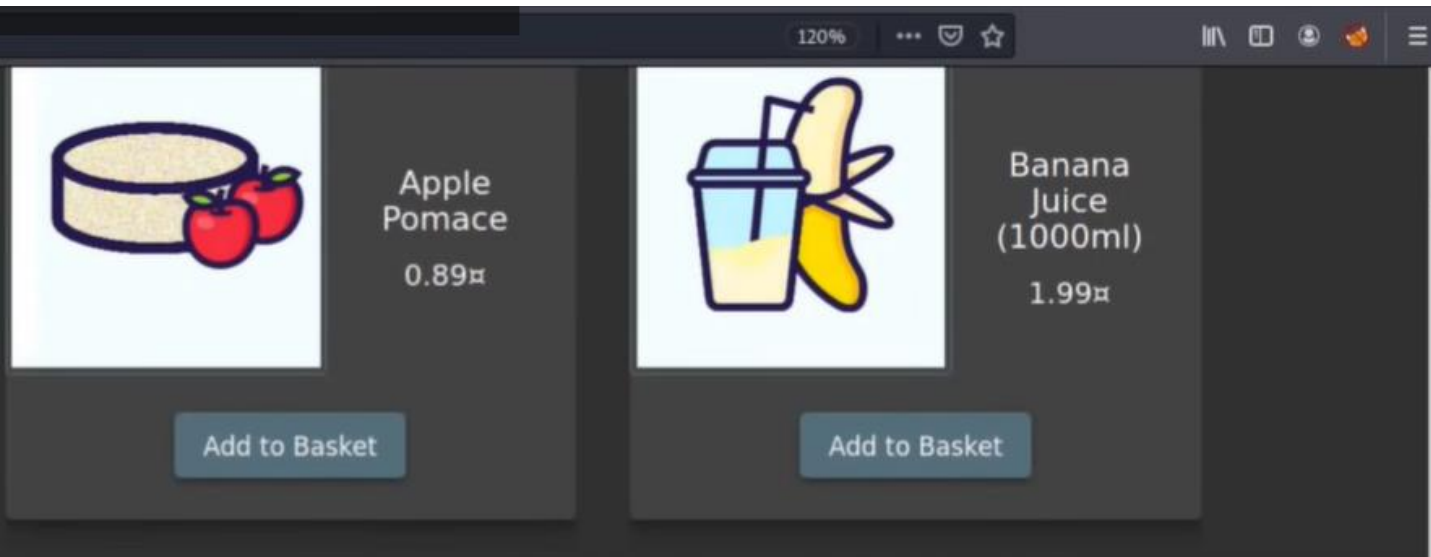 120%
Apple
Pomace
0.89¤
Add to Basket
Banana
Juice
(1000ml)
1.99¤
Add to Basket